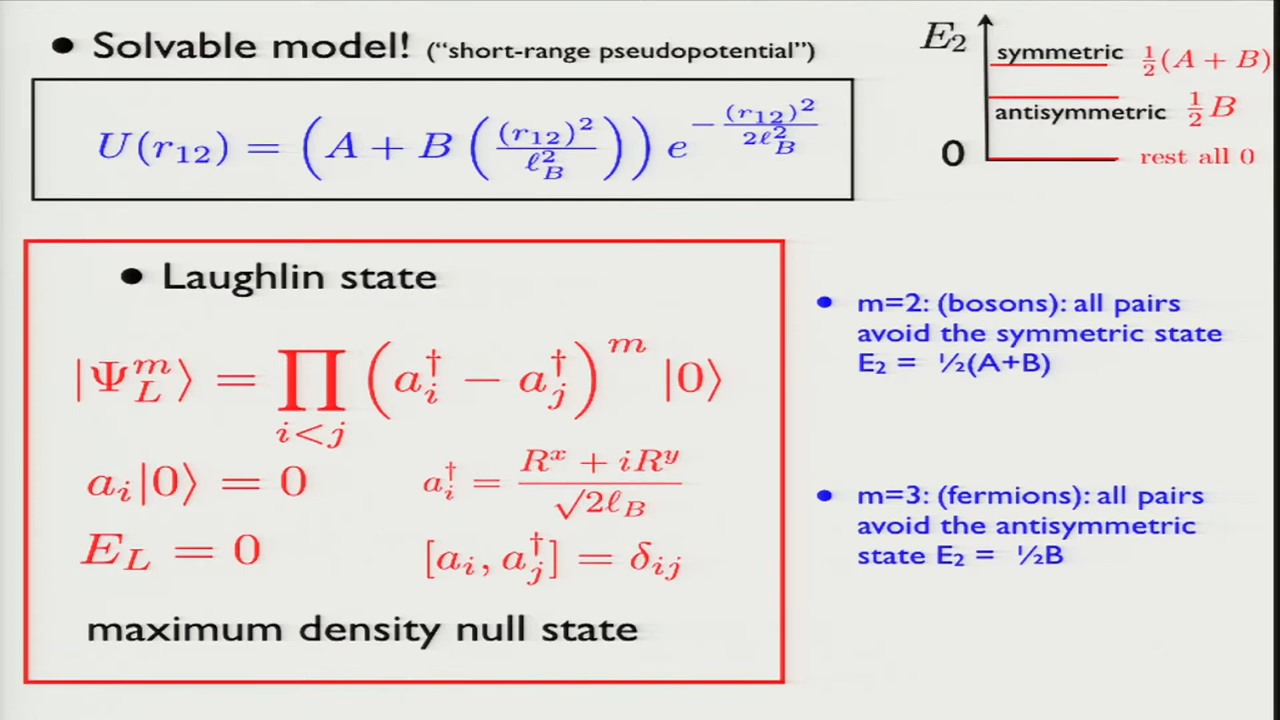 • Solvable model! (“short-range pseudopotential”)
U(r₁₂) = (A + B ((r₁₂)²/ℓ_B²)) e^{−(r₁₂)²/2ℓ_B²}
E₂
symmetric ½(A + B)
antisymmetric ½B
0 rest all 0
• Laughlin state
|Ψ_L^m⟩ = ∏_{i<j} (a_i† − a_j†)^m |0⟩
a_i|0⟩ = 0 a_i† = (R^x + iR^y)/√2ℓ_B
E_L = 0 [a_i, a_j†] = δ_ij
maximum density null state
• m=2: (bosons): all pairs
avoid the symmetric state
E₂ = ½(A+B)
• m=3: (fermions): all pairs
avoid the antisymmetric
state E₂ = ½B